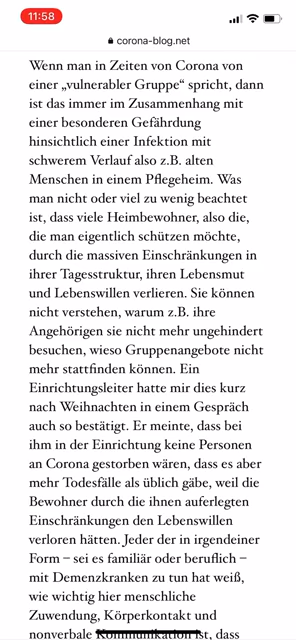 11:58
corona-blog.net
Wenn man in Zeiten von Corona von
einer „vulnerabler Gruppe“ spricht, dann
ist das immer im Zusammenhang mit
einer besonderen Gefährdung
hinsichtlich einer Infektion mit
schwerem Verlauf also z.B. alten
Menschen in einem Pflegeheim. Was
man nicht oder viel zu wenig beachtet
ist, dass viele Heimbewohner, also die,
die man eigentlich schützen möchte,
durch die massiven Einschränkungen in
ihrer Tagesstruktur, ihren Lebensmut
und Lebenswillen verlieren. Sie können
nicht verstehen, warum z.B. ihre
Angehörigen sie nicht mehr ungehindert
besuchen, wieso Gruppenangebote nicht
mehr stattfinden können. Ein
Einrichtungsleiter hatte mir dies kurz
nach Weihnachten in einem Gespräch
auch so bestätigt. Er meinte, dass bei
ihm in der Einrichtung keine Personen
an Corona gestorben wären, dass es aber
mehr Todesfälle als üblich gäbe, weil die
Bewohner durch die ihnen auferlegten
Einschränkungen den Lebenswillen
verloren hätten. Jeder der in irgendeiner
Form – sei es familiär oder beruflich –
mit Demenzkranken zu tun hat weiß,
wie wichtig hier menschliche
Zuwendung, Körperkontakt und
nonverbale Kommunikation ist, dass